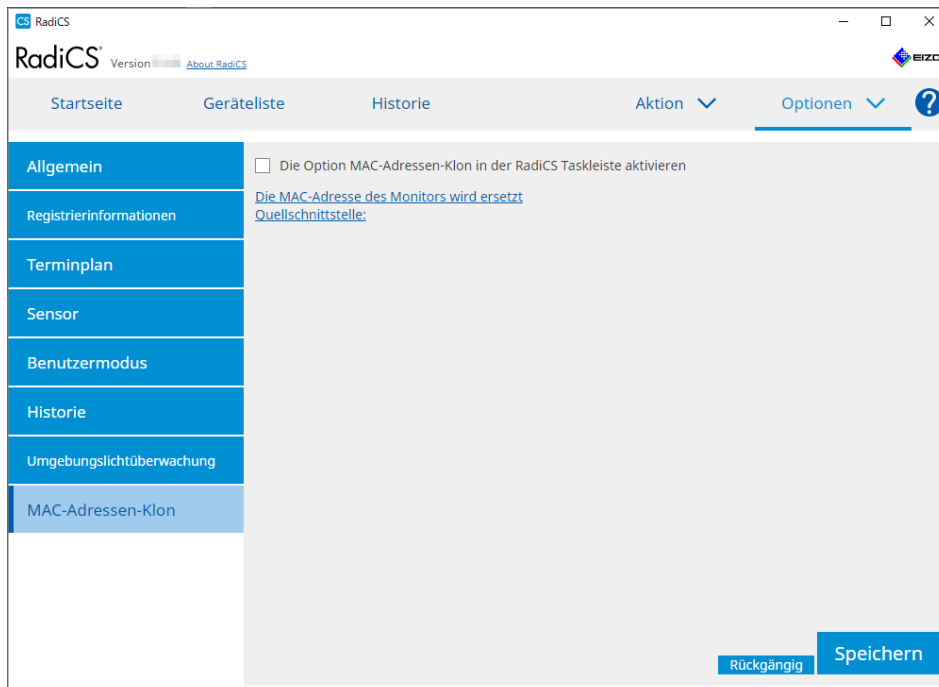 CS RadiCS
RadiCS Version About RadiCS
EIZO
Startseite Geräteliste Historie Aktion Optionen ?
Allgemein
Registrierinformationen
Terminplan
Sensor
Benutzermodus
Historie
Umgebungslichtüberwachung
MAC-Adressen-Klon
Die Option MAC-Adressen-Klon in der RadiCS Taskleiste aktivieren
Die MAC-Adresse des Monitors wird ersetzt
Quellschnittstelle:
Rückgängig
Speichern